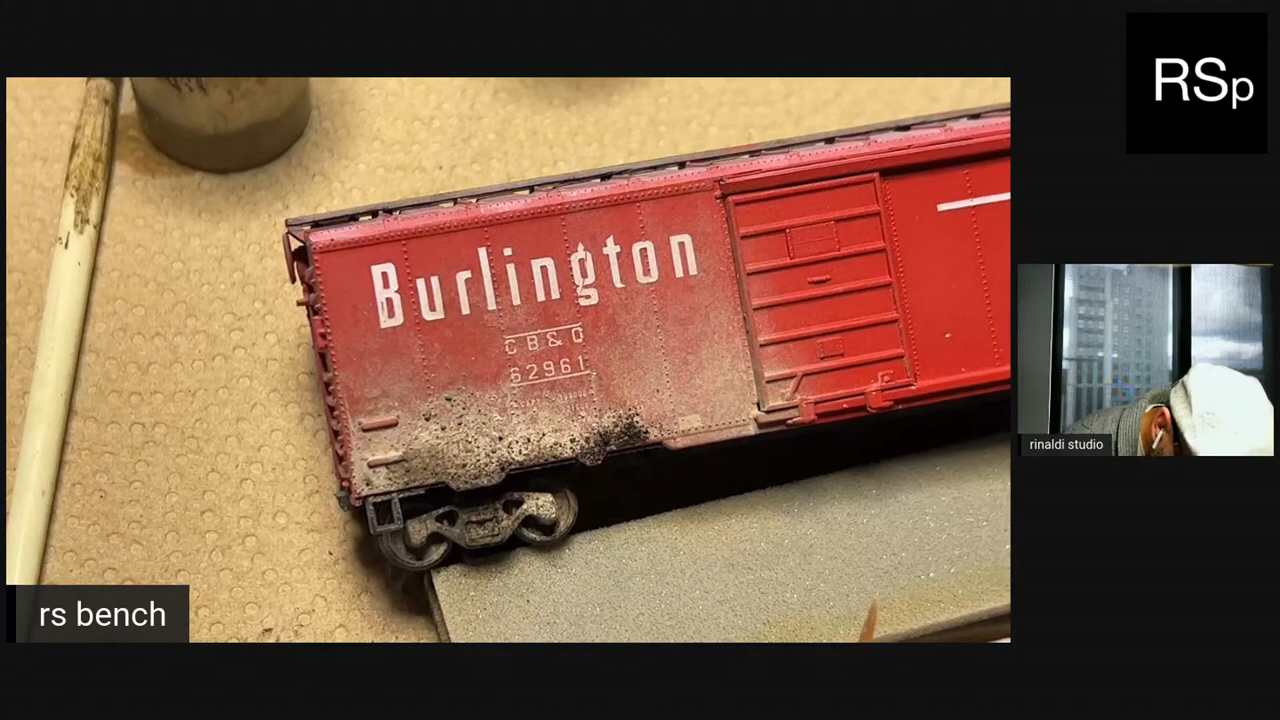 RSp
Burlington
CB&Q
62961
rinaldi studio
rs bench